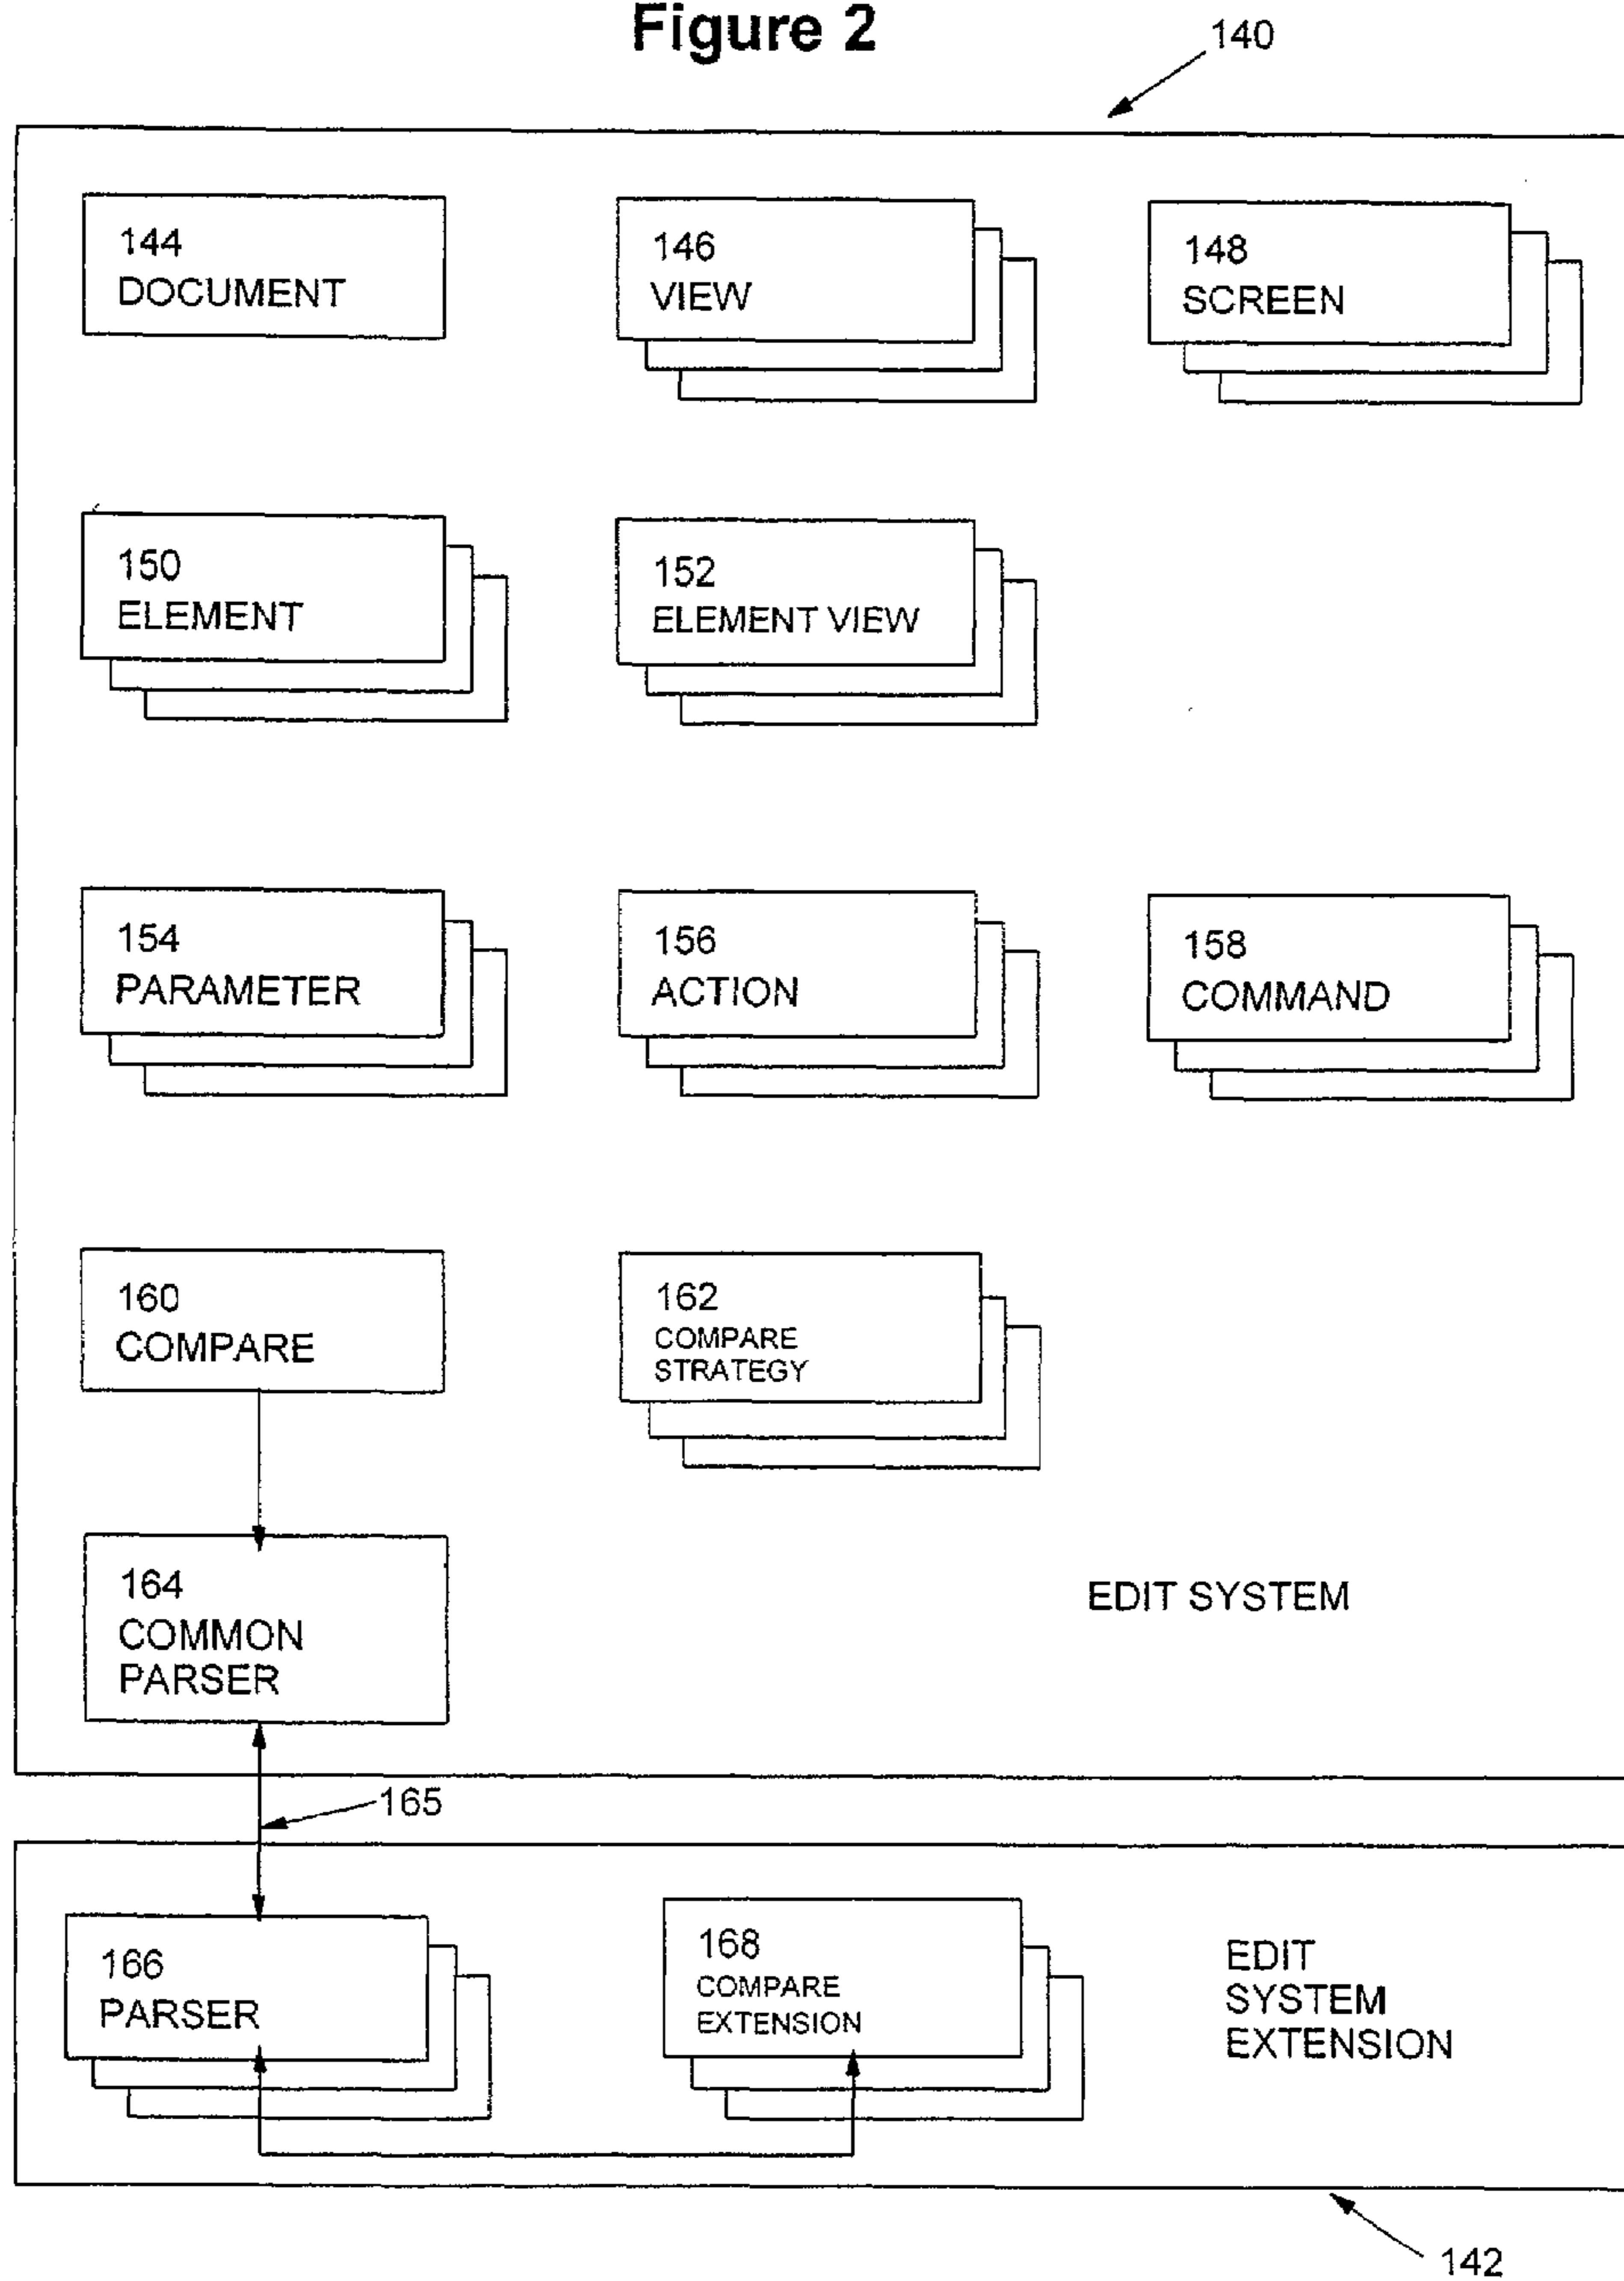 Figure 2
140
144
DOCUMENT
146
VIEW
148
SCREEN
150
ELEMENT
152
ELEMENT VIEW
154
PARAMETER
156
ACTION
158
COMMAND
160
COMPARE
162
COMPARE
STRATEGY
164
COMMON
PARSER
EDIT SYSTEM
165
166
PARSER
168
COMPARE
EXTENSION
EDIT
SYSTEM
EXTENSION
142